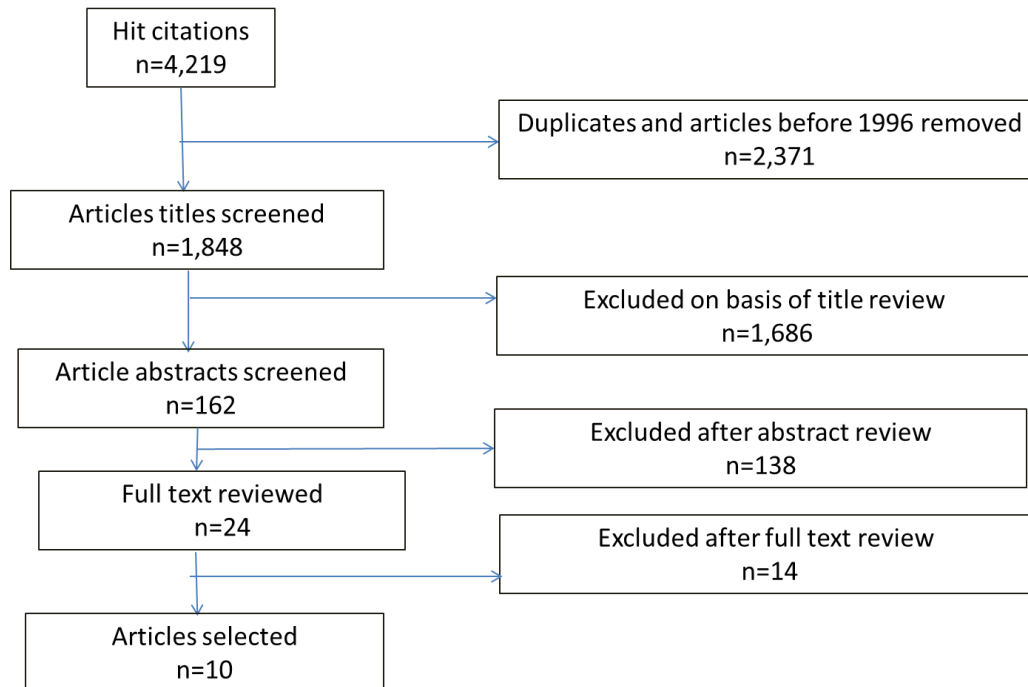 Hit citations
n=4,219
Duplicates and articles before 1996 removed
n=2,371
Articles titles screened
n=1,848
Excluded on basis of title review
n=1,686
Article abstracts screened
n=162
Excluded after abstract review
n=138
Full text reviewed
n=24
Excluded after full text review
n=14
Articles selected
n=10